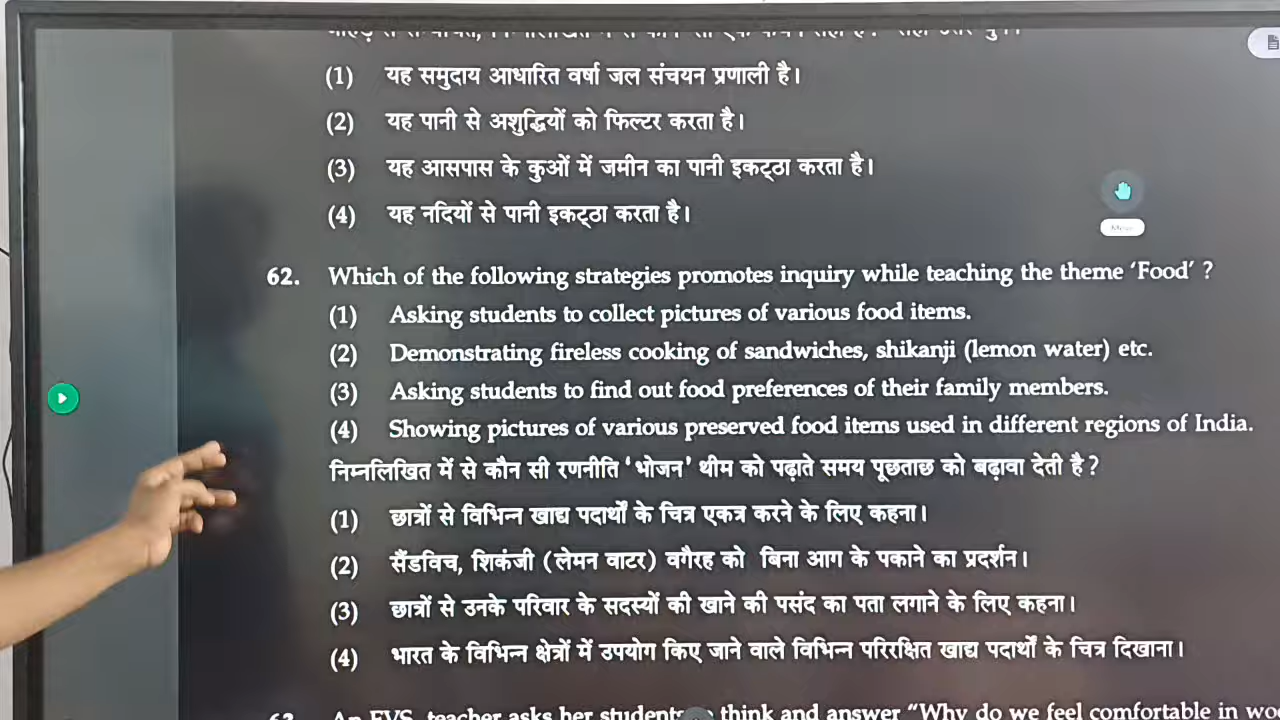 (1) यह समुदाय आधारित वर्षा जल संचयन प्रणाली है।
(2) यह पानी से अशुद्धियों को फिल्टर करता है।
(3) यह आसपास के कुओं में जमीन का पानी इकट्ठा करता है।
(4) यह नदियों से पानी इकट्ठा करता है।
62. Which of the following strategies promotes inquiry while teaching the theme ‘Food’ ?
(1) Asking students to collect pictures of various food items.
(2) Demonstrating fireless cooking of sandwiches, shikanji (lemon water) etc.
(3) Asking students to find out food preferences of their family members.
(4) Showing pictures of various preserved food items used in different regions of India.
निम्नलिखित में से कौन सी रणनीति ‘भोजन’ थीम को पढ़ाते समय पूछताछ को बढ़ावा देती है ?
(1) छात्रों से विभिन्न खाद्य पदार्थों के चित्र एकत्र करने के लिए कहना।
(2) सैंडविच, शिकंजी (लेमन वाटर) वगैरह को बिना आग के पकाने का प्रदर्शन।
(3) छात्रों से उनके परिवार के सदस्यों की खाने की पसंद का पता लगाने के लिए कहना।
(4) भारत के विभिन्न क्षेत्रों में उपयोग किए जाने वाले विभिन्न परिरक्षित खाद्य पदार्थों के चित्र दिखाना।
63. An EVS teacher asks her students think and answer “Why do we feel comfortable in